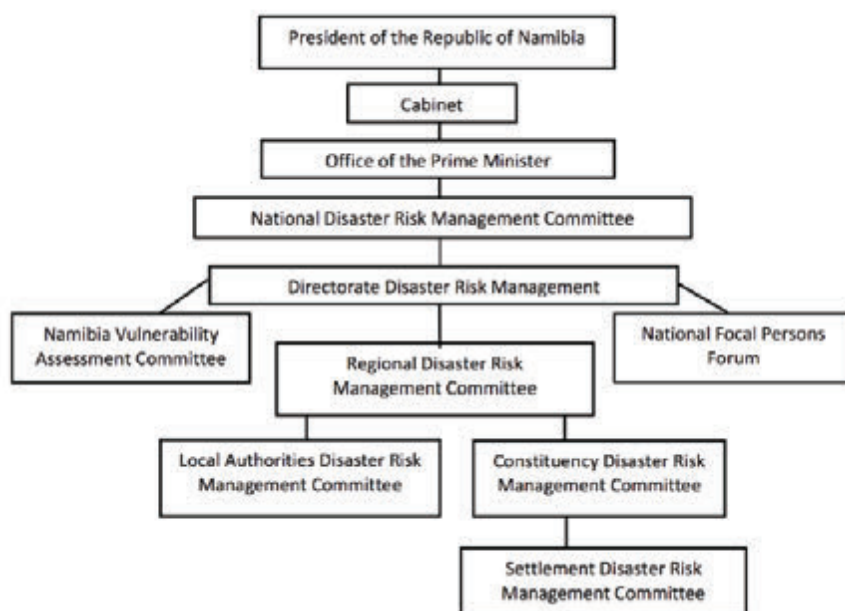 President of the Republic of Namibia
Cabinet
Office of the Prime Minister
National Disaster Risk Management Committee
Directorate Disaster Risk Management
Namibia Vulnerability
Assessment Committee
National Focal Persons
Forum
Regional Disaster Risk
Management Committee
Local Authorities Disaster Risk
Management Committee
Constituency Disaster Risk
Management Committee
Settlement Disaster Risk
Management Committee